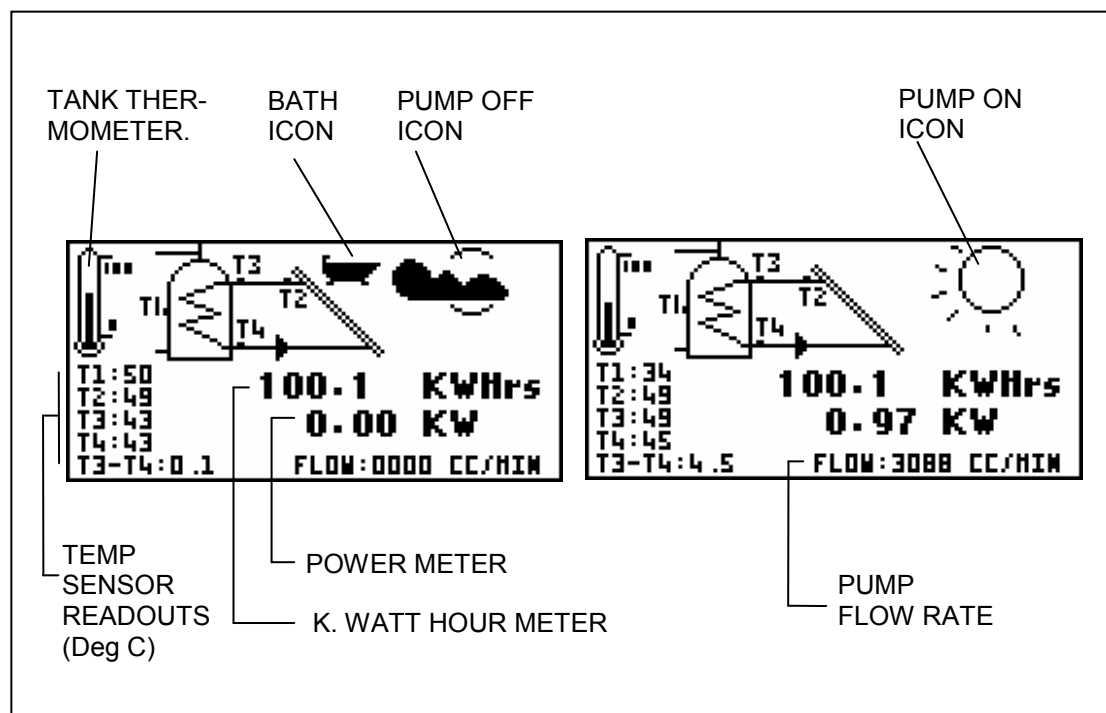 TANK THER-
MOMETER.
BATH
ICON
PUMP OFF
ICON
PUMP ON
ICON
100
0
T3
T2
T1
T4
T1:50
T2:49
T3:43
T4:43
T3-T4:0.1
100.1 KWHrs
0.00 KW
FLOW:0000 CC/MIN
100
0
T3
T2
T1
T4
T1:34
T2:49
T3:49
T4:45
T3-T4:4.5
100.1 KWHrs
0.97 KW
FLOW:3088 CC/MIN
TEMP
SENSOR
READOUTS
(Deg C)
POWER METER
K. WATT HOUR METER
PUMP
FLOW RATE